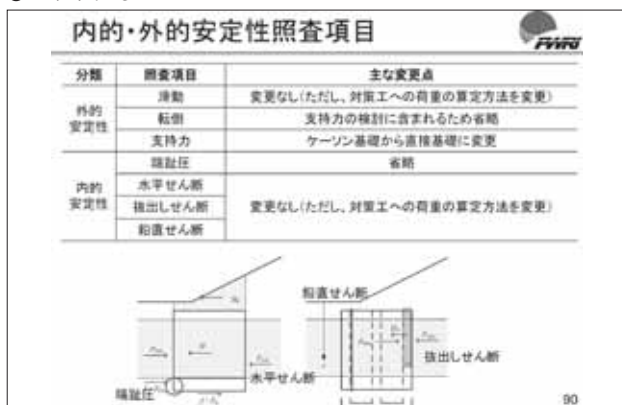 内的・外的安定性照査項目
PWRI
分類 照査項目 主な変更点
外的安定性 滑動 変更なし(ただし、対策工への荷重の算定方法を変更)
転倒 支持力の検討に含まれるため省略
支持力 ケーソン基礎から直接基礎に変更
内的安定性 端趾圧 省略
水平せん断 変更なし(ただし、対策工への荷重の算定方法を変更)
抜出しせん断
鉛直せん断
鉛直せん断
抜出しせん断
水平せん断
端趾圧
90